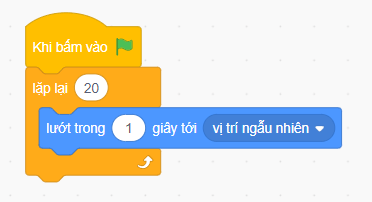 Khi bấm vào
lặp lại 20
lướt trong 1 giây tới vị trí ngẫu nhiên